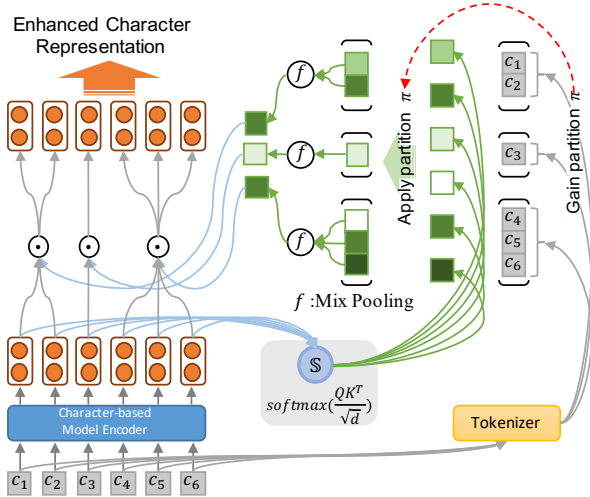 Enhanced Character
Representation
f
f
f
f :Mix Pooling
Apply partition π
Gain partition π
c₁
c₂
c₃
c₄
c₅
c₆
𝕊
softmax(QKᵀ/√d)
Character-based
Model Encoder
Tokenizer
c₁ c₂ c₃ c₄ c₅ c₆